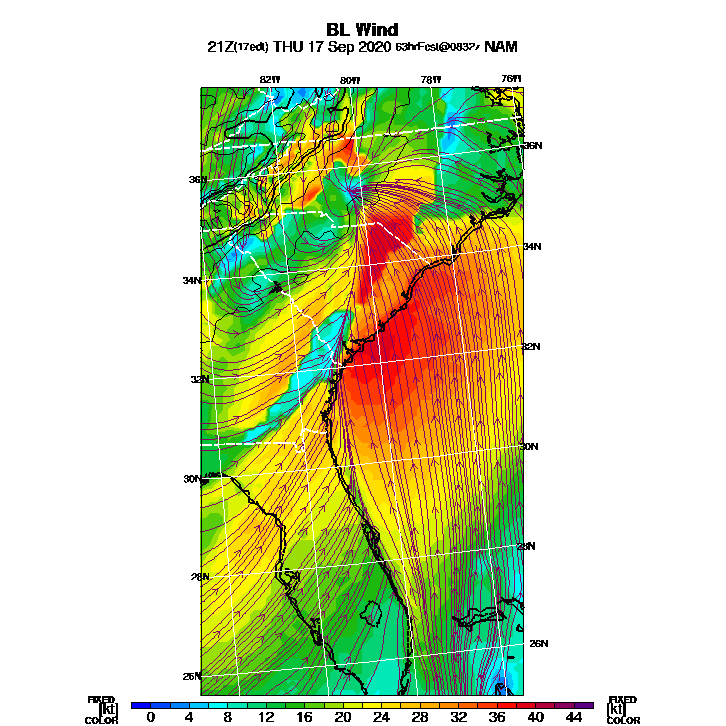 BL Wind
21Z(17edt) THU 17 Sep 2020 63hrFcst@0832z NAM
82W 80W 78W 76W
36N 36N
34N 34N
32N 32N
30N 30N
28N 28N
26N 26N
FIXED FIXED
[kt] 0 4 8 12 16 20 24 28 32 36 40 44 [kt]
COLOR COLOR